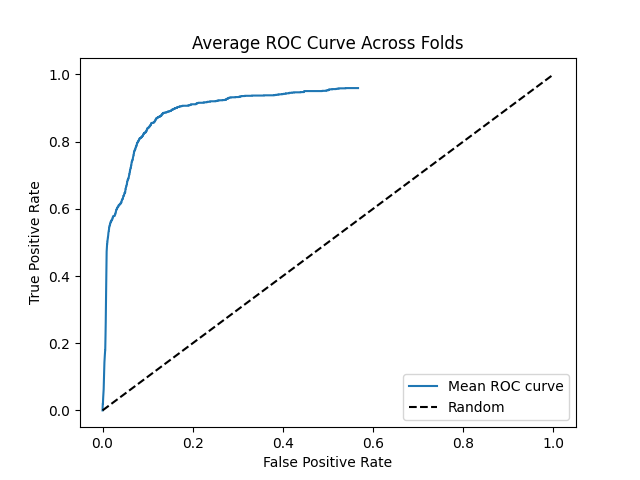 Average ROC Curve Across Folds
True Positive Rate
1.0
0.8
0.6
0.4
0.2
0.0
Mean ROC curve
Random
0.0 0.2 0.4 0.6 0.8 1.0
False Positive Rate